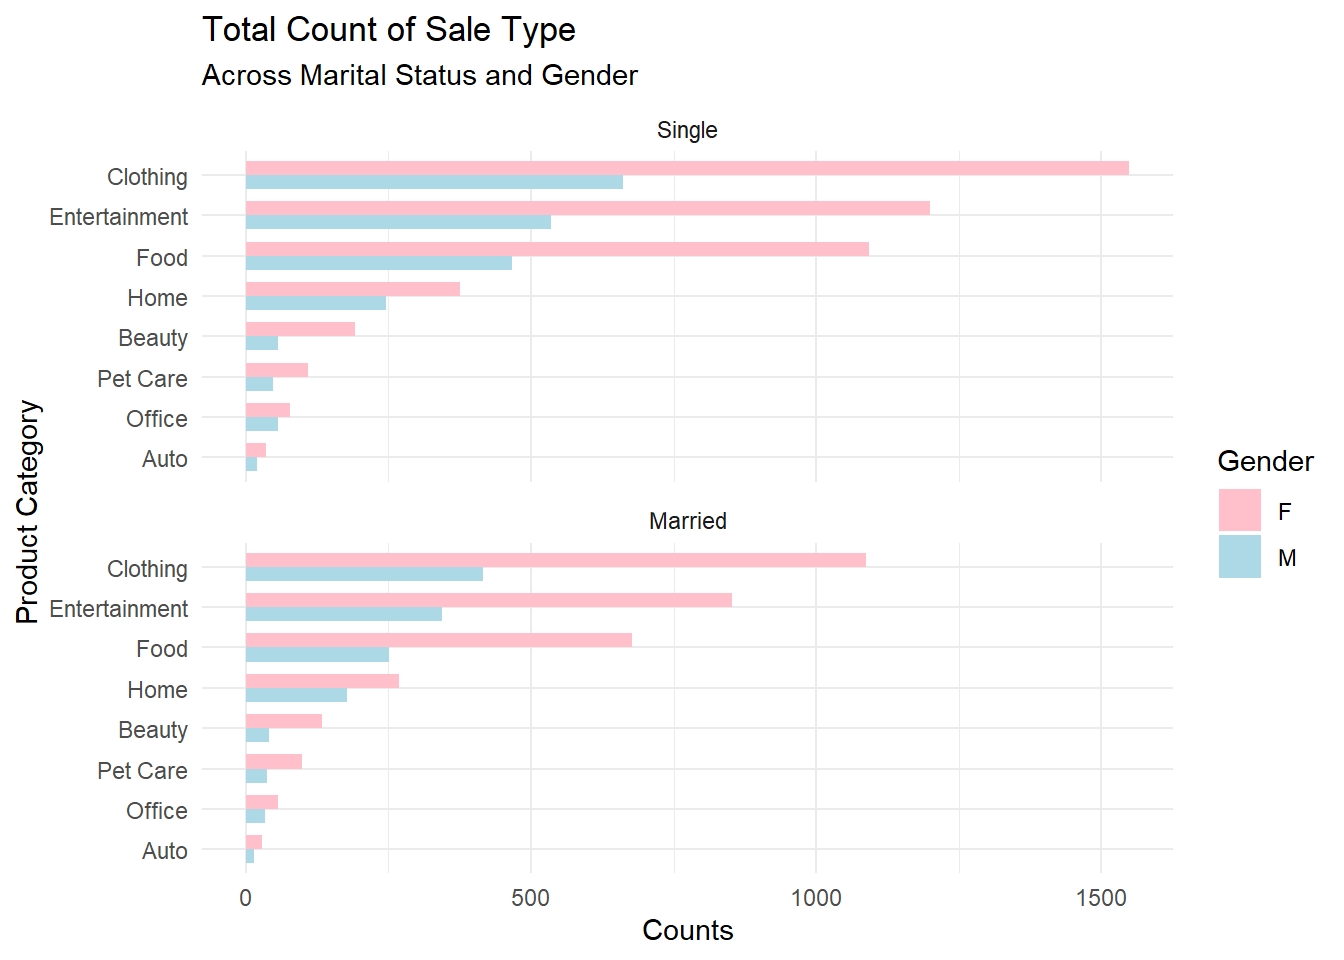 Total Count of Sale Type
Across Marital Status and Gender
Single
Clothing
Entertainment
Food
Home
Beauty
Pet Care
Office
Auto
Married
Clothing
Entertainment
Food
Home
Beauty
Pet Care
Office
Auto
0 500 1000 1500
Counts
Product Category
Gender
F
M